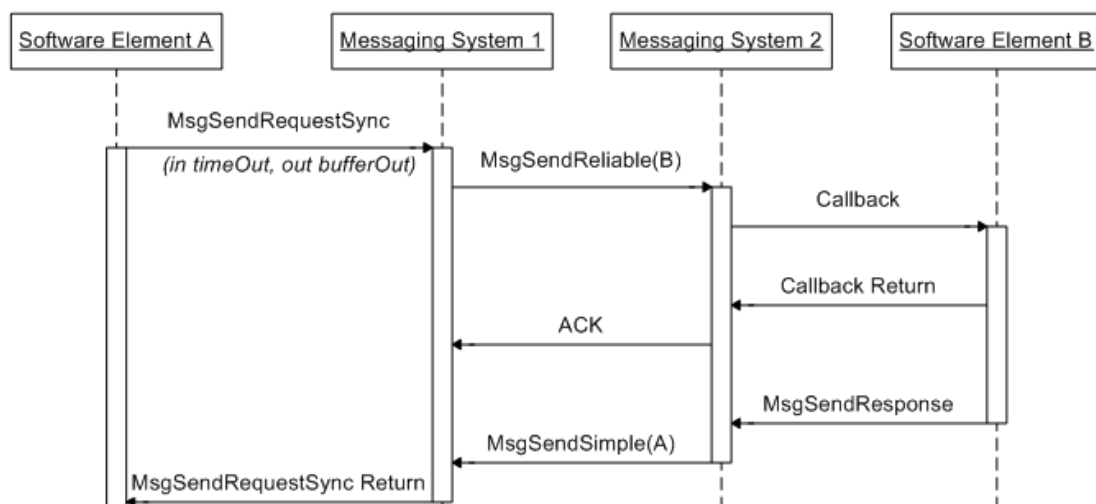 Software Element A
Messaging System 1
Messaging System 2
Software Element B
MsgSendRequestSync
(in timeOut, out bufferOut)
MsgSendReliable(B)
Callback
Callback Return
ACK
MsgSendResponse
MsgSendSimple(A)
MsgSendRequestSync Return